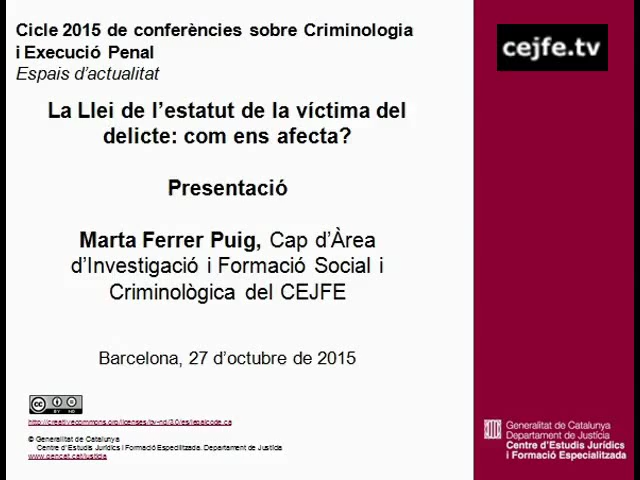 Cicle 2015 de conferències sobre Criminologia
i Execució Penal
Espais d'actualitat
cejfe.tv
La Llei de l'estatut de la víctima del
delicte: com ens afecta?
Presentació
Marta Ferrer Puig, Cap d'Àrea
d'Investigació i Formació Social i
Criminològica del CEJFE
Barcelona, 27 d'octubre de 2015
cc BY ND
http://creativecommons.org/licenses/by-nd/3.0/es/legalcode.ca
© Generalitat de Catalunya
Centre d'Estudis Jurídics i Formació Especilitzada. Departament de Justícia
www.gencat.cat/justicia
Generalitat de Catalunya
Departament de Justícia
Centre d'Estudis Jurídics
i Formació Especialitzada